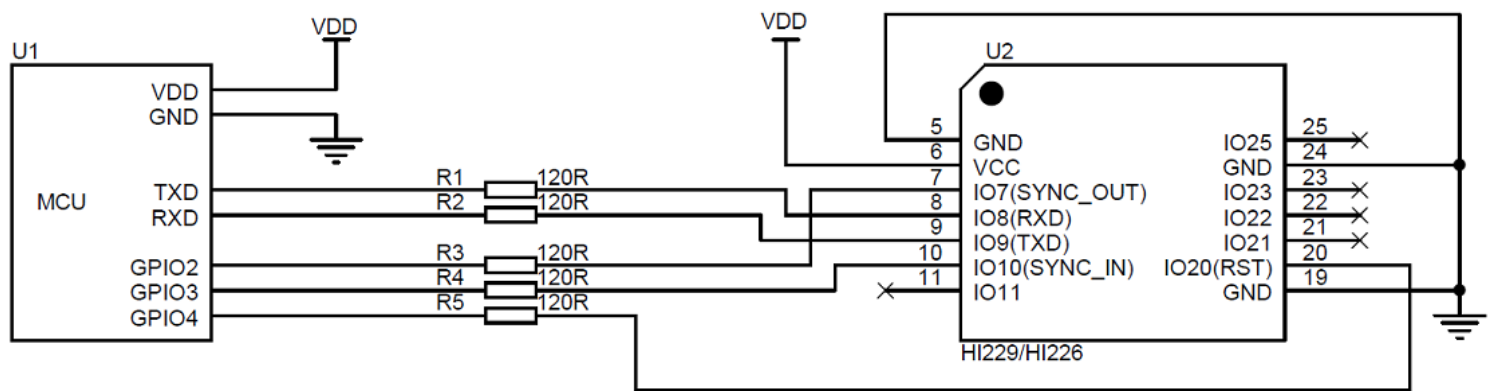 U1
VDD
VDD
GND
MCU
TXD
RXD
GPIO2
GPIO3
GPIO4
R1 120R
R2 120R
R3 120R
R4 120R
R5 120R
VDD
U2
5 GND
6 VCC
7 IO7(SYNC_OUT)
8 IO8(RXD)
9 IO9(TXD)
10 IO10(SYNC_IN)
11 IO11
IO25 25
GND 24
IO23 23
IO22 22
IO21 21
IO20(RST) 20
GND 19
HI229/HI226